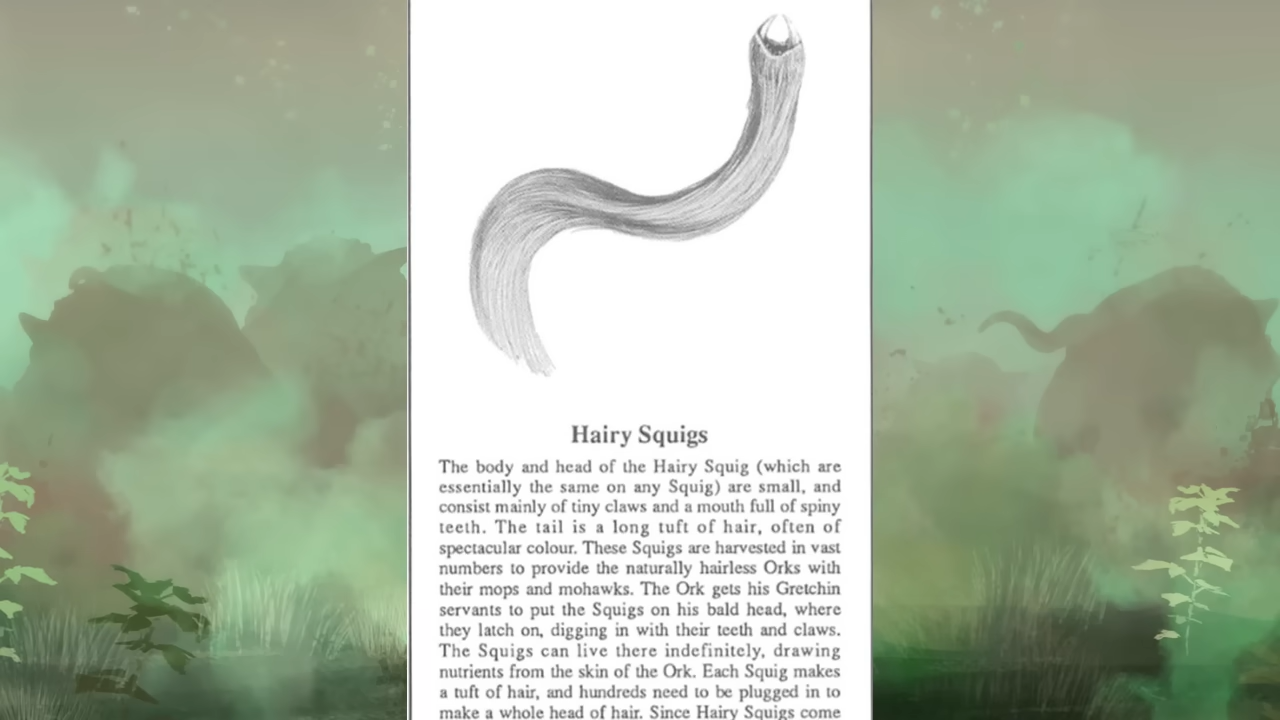 Hairy Squigs
The body and head of the Hairy Squig (which are
essentially the same on any Squig) are small, and
consist mainly of tiny claws and a mouth full of spiny
teeth. The tail is a long tuft of hair, often of
spectacular colour. These Squigs are harvested in vast
numbers to provide the naturally hairless Orks with
their mops and mohawks. The Ork gets his Gretchin
servants to put the Squigs on his bald head, where
they latch on, digging in with their teeth and claws.
The Squigs can live there indefinitely, drawing
nutrients from the skin of the Ork. Each Squig makes
a tuft of hair, and hundreds need to be plugged in to
make a whole head of hair. Since Hairy Squigs come